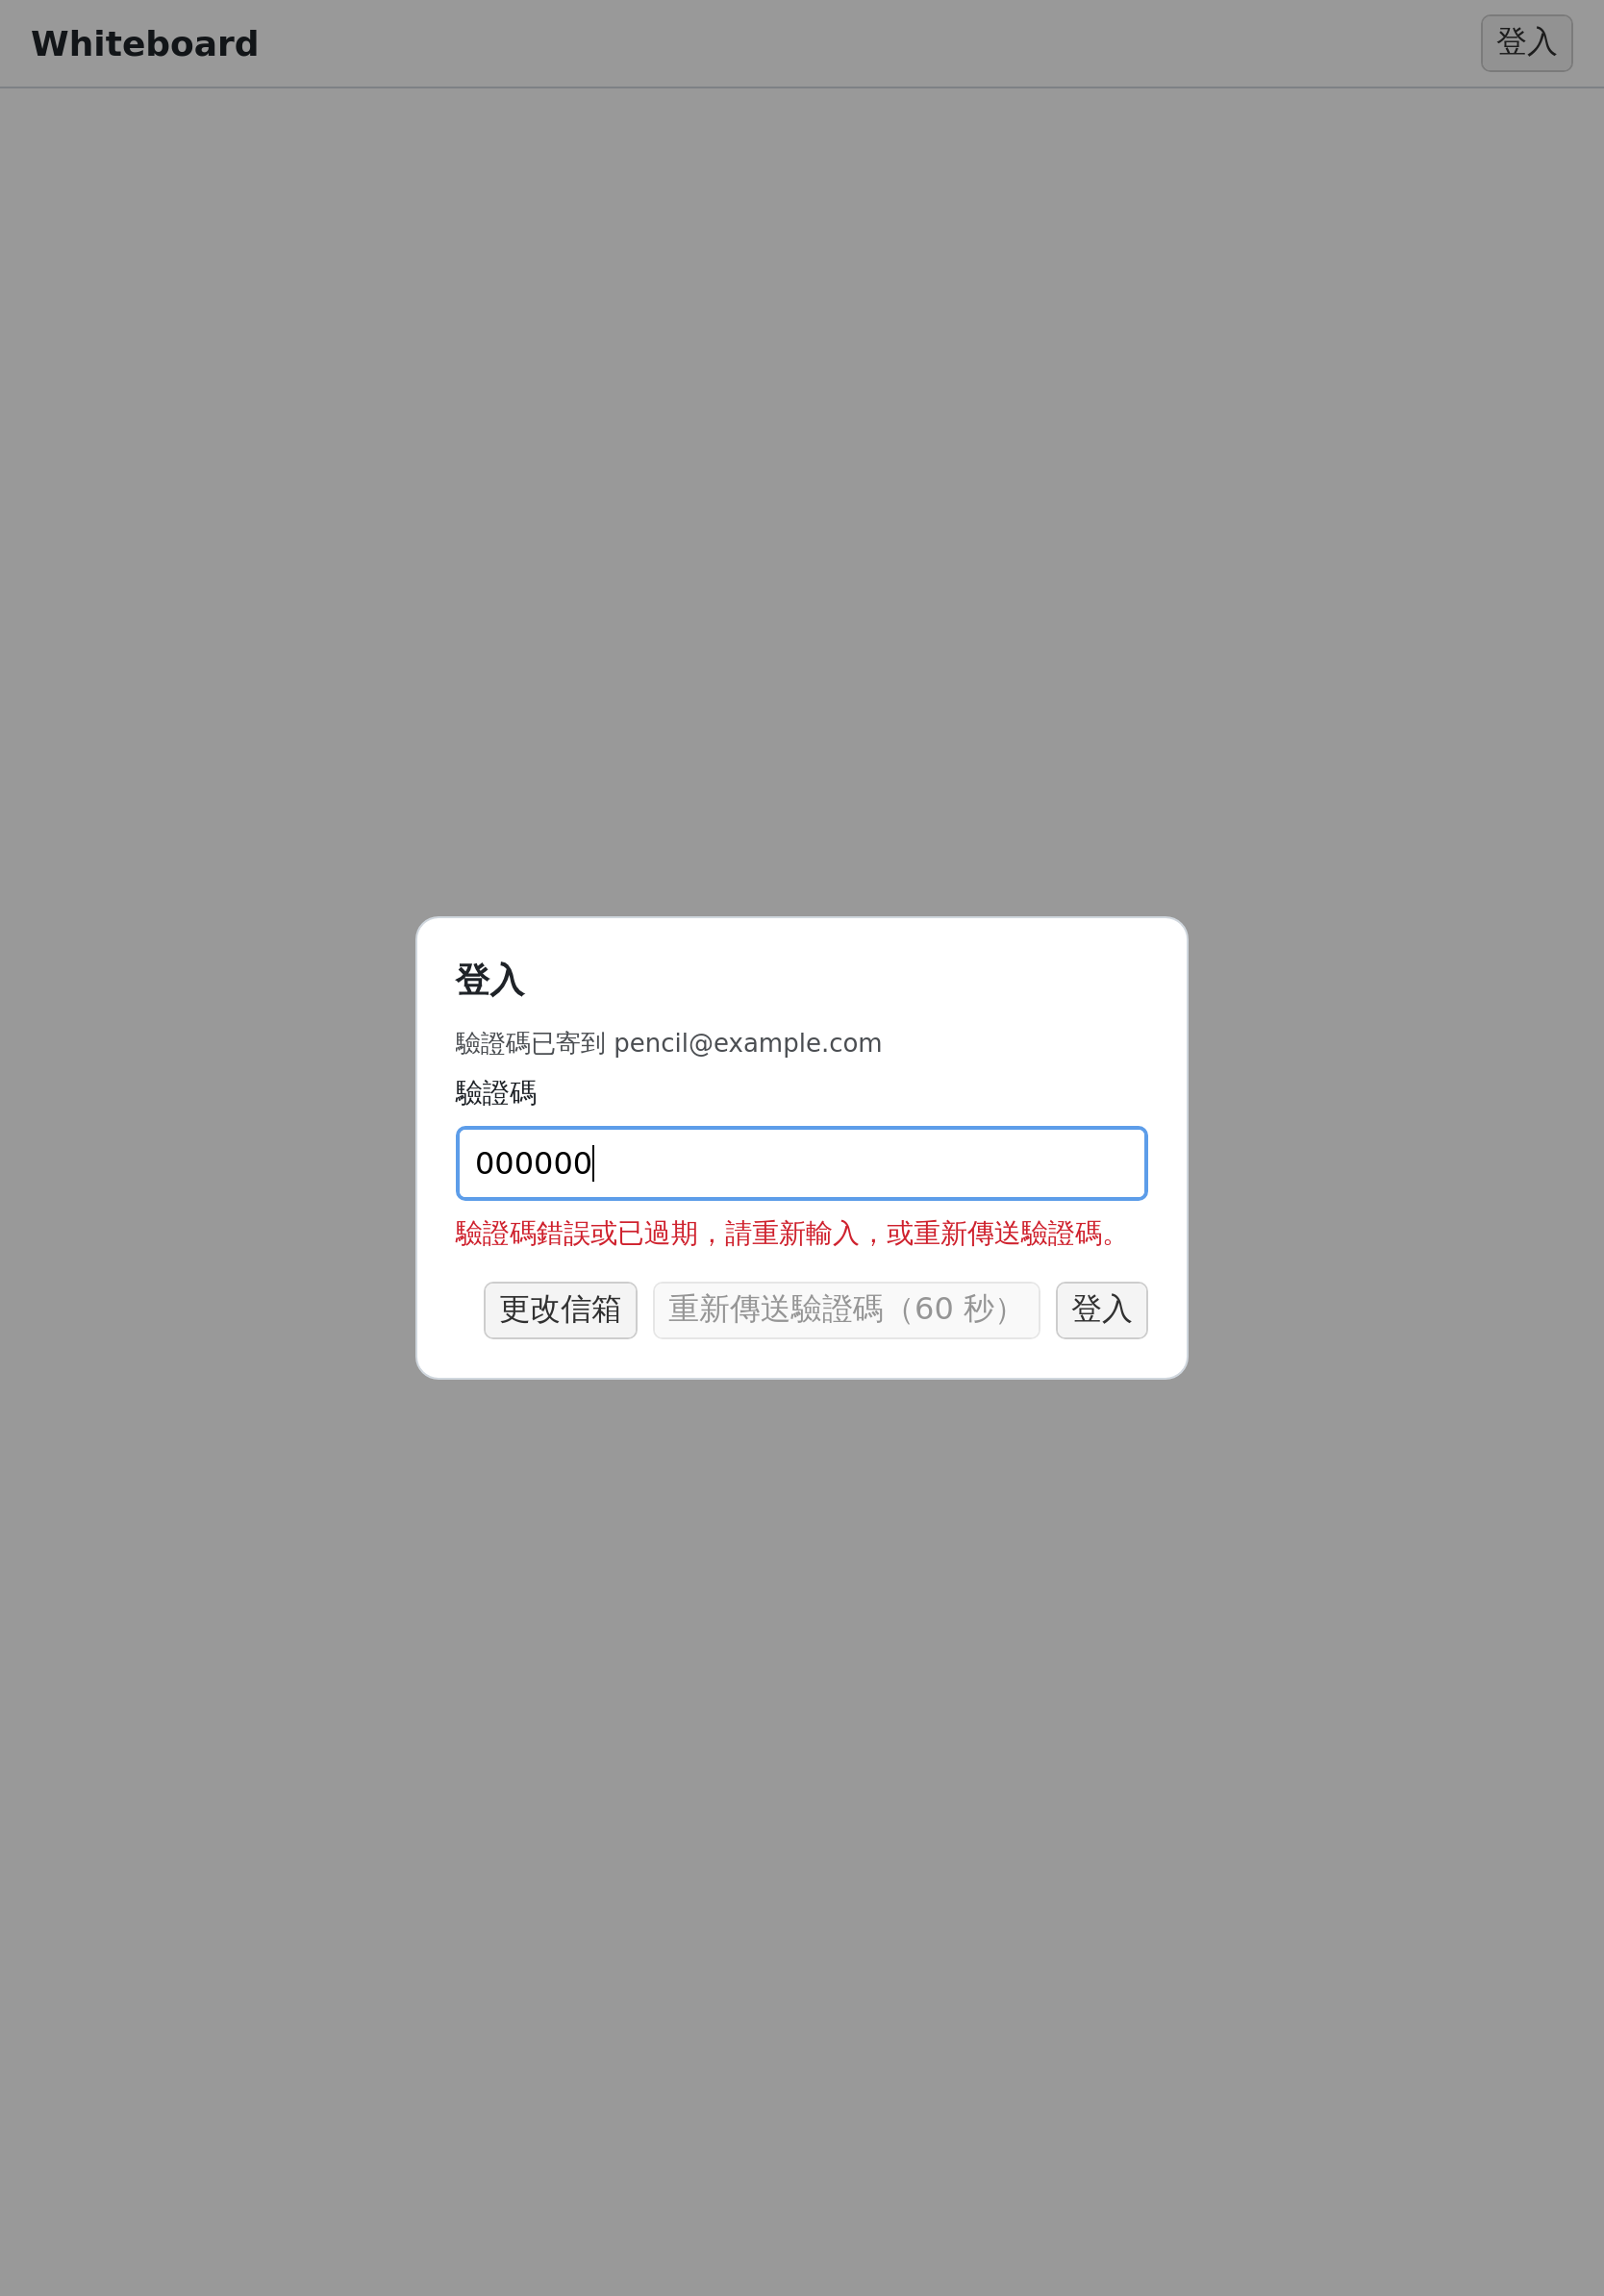 Whiteboard
登入
登入
驗證碼已寄到 pencil@example.com
驗證碼
000000
驗證碼錯誤或已過期，請重新輸入，或重新傳送驗證碼。
更改信箱
重新傳送驗證碼（60 秒）
登入